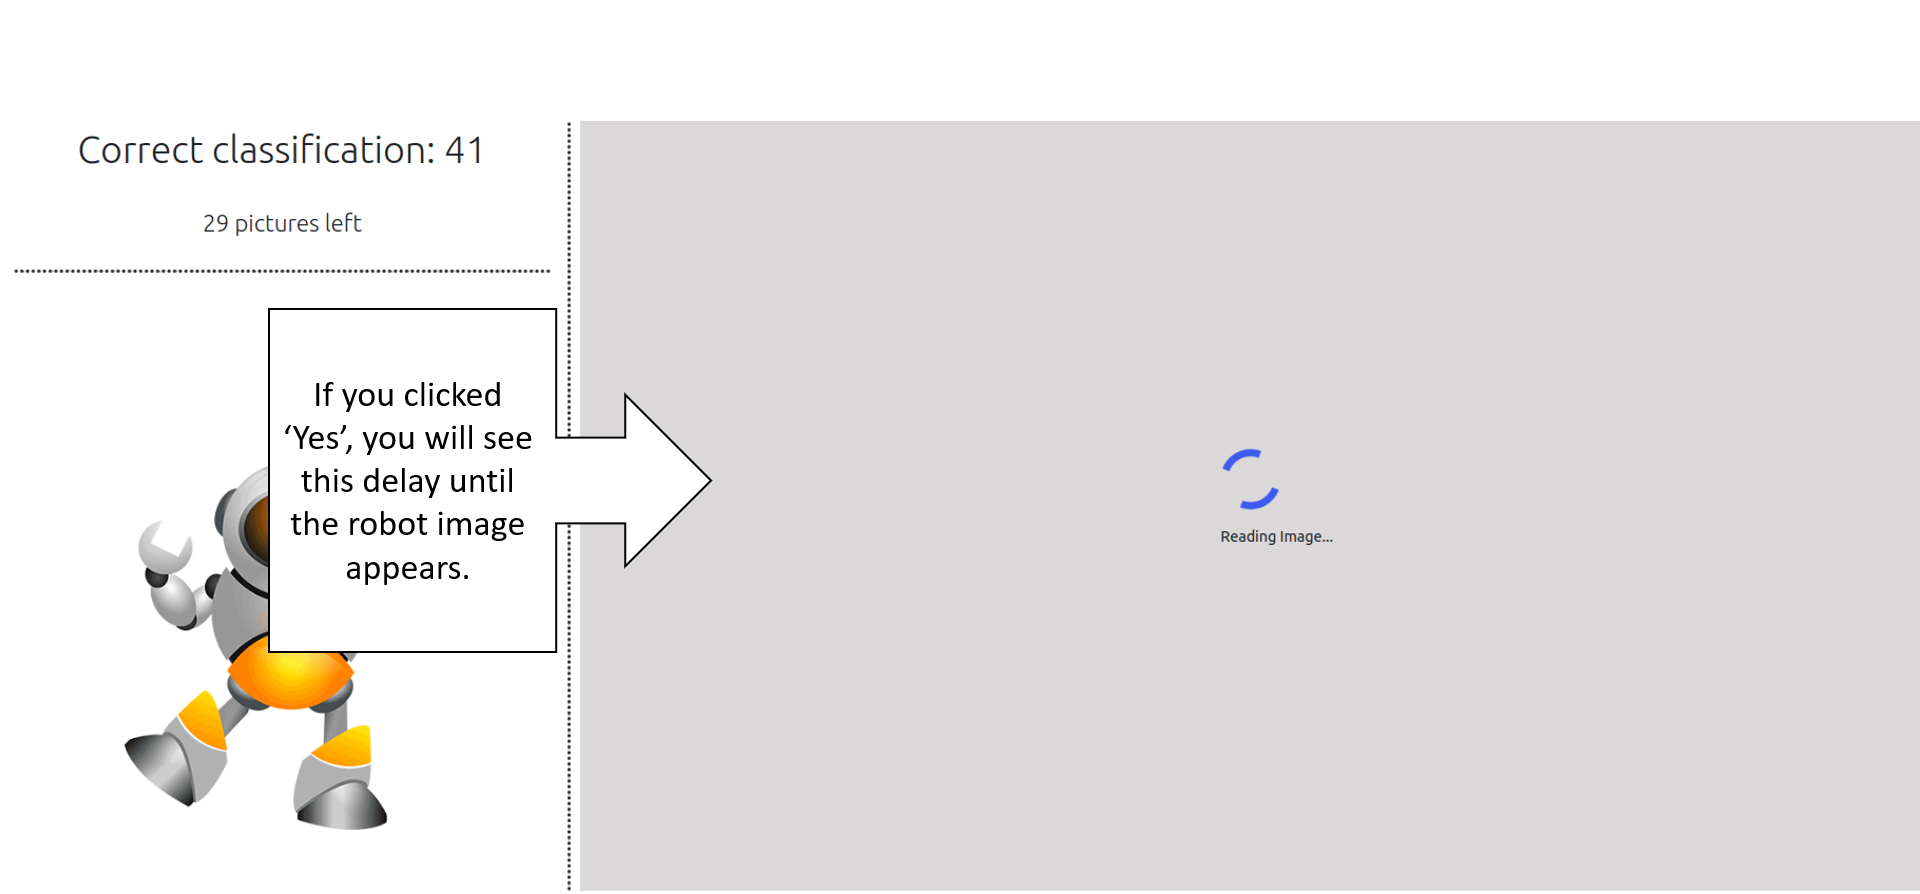 Correct classification: 41
29 pictures left
If you clicked
‘Yes’, you will see
this delay until
the robot image
appears.
Reading Image...